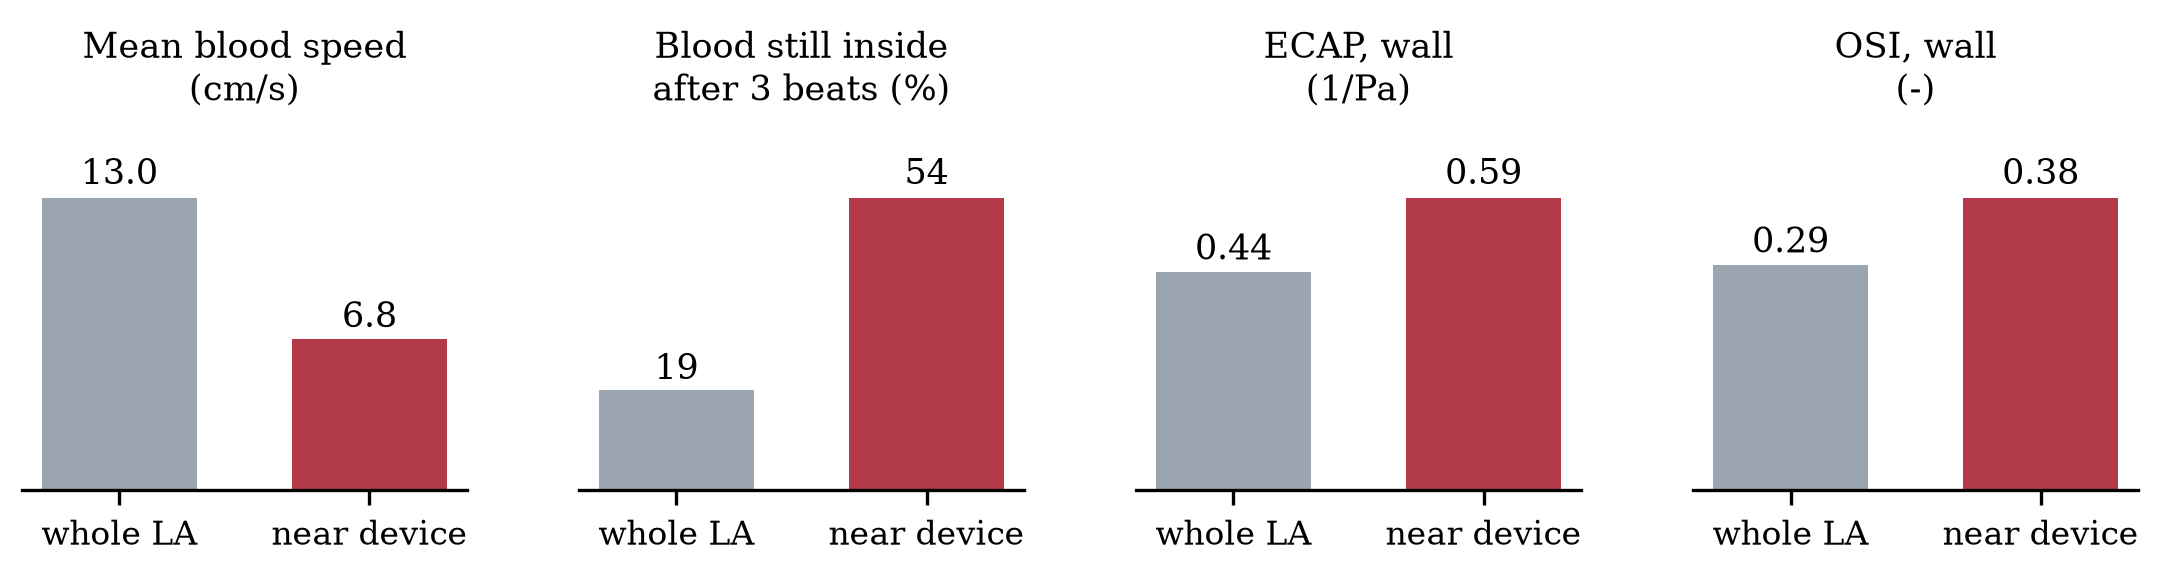 Mean blood speed
(cm/s)
13.0
6.8
whole LA
near device
Blood still inside
after 3 beats (%)
19
54
whole LA
near device
ECAP, wall
(1/Pa)
0.44
0.59
whole LA
near device
OSI, wall
(-)
0.29
0.38
whole LA
near device